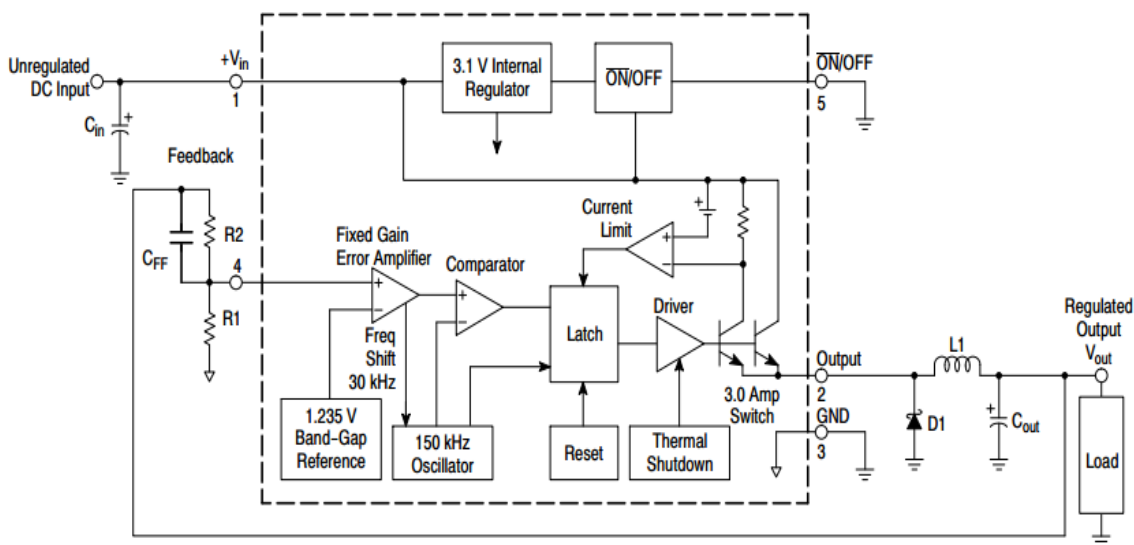 Unregulated
DC Input
+Vin
1
Cin
+
3.1 V Internal
Regulator
ON/OFF
ON/OFF
5
Feedback
CFF
R2
4
R1
Fixed Gain
Error Amplifier
+
−
Comparator
+
−
Freq
Shift
30 kHz
Current
Limit
+
−
+
Latch
Driver
1.235 V
Band-Gap
Reference
150 kHz
Oscillator
Reset
Thermal
Shutdown
3.0 Amp
Switch
Output
2
GND
3
D1
L1
+
Cout
Regulated
Output
Vout
Load